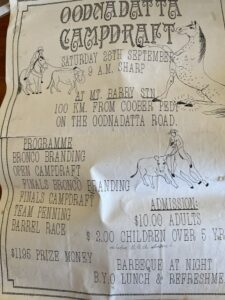 OODNADATTA
CAMPDRAFT
SATURDAY 28TH SEPTEMBER
9 A.M. SHARP
AT MT. BARRY STN
100 KM. FROM COOBER PEDY
ON THE OODNADATTA ROAD.
PROGRAMME
BRONCO BRANDING
OPEN CAMPDRAFT
FINALS BRONCO BRANDING
FINALS CAMPDRAFT
TEAM PENNING
BARREL RACE
$1195 PRIZE MONEY
ADMISSION:
$10.00 ADULTS
$ 2.00 CHILDREN OVER 5 YR
BARBEQUE AT NIGHT
B.Y.O LUNCH & REFRESHME